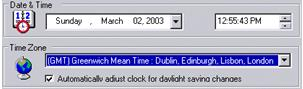 Date & Time
Sunday , March 02, 2003 12:55:43 PM
Time Zone
(GMT) Greenwich Mean Time : Dublin, Edinburgh, Lisbon, London
Automatically adjust clock for daylight saving changes